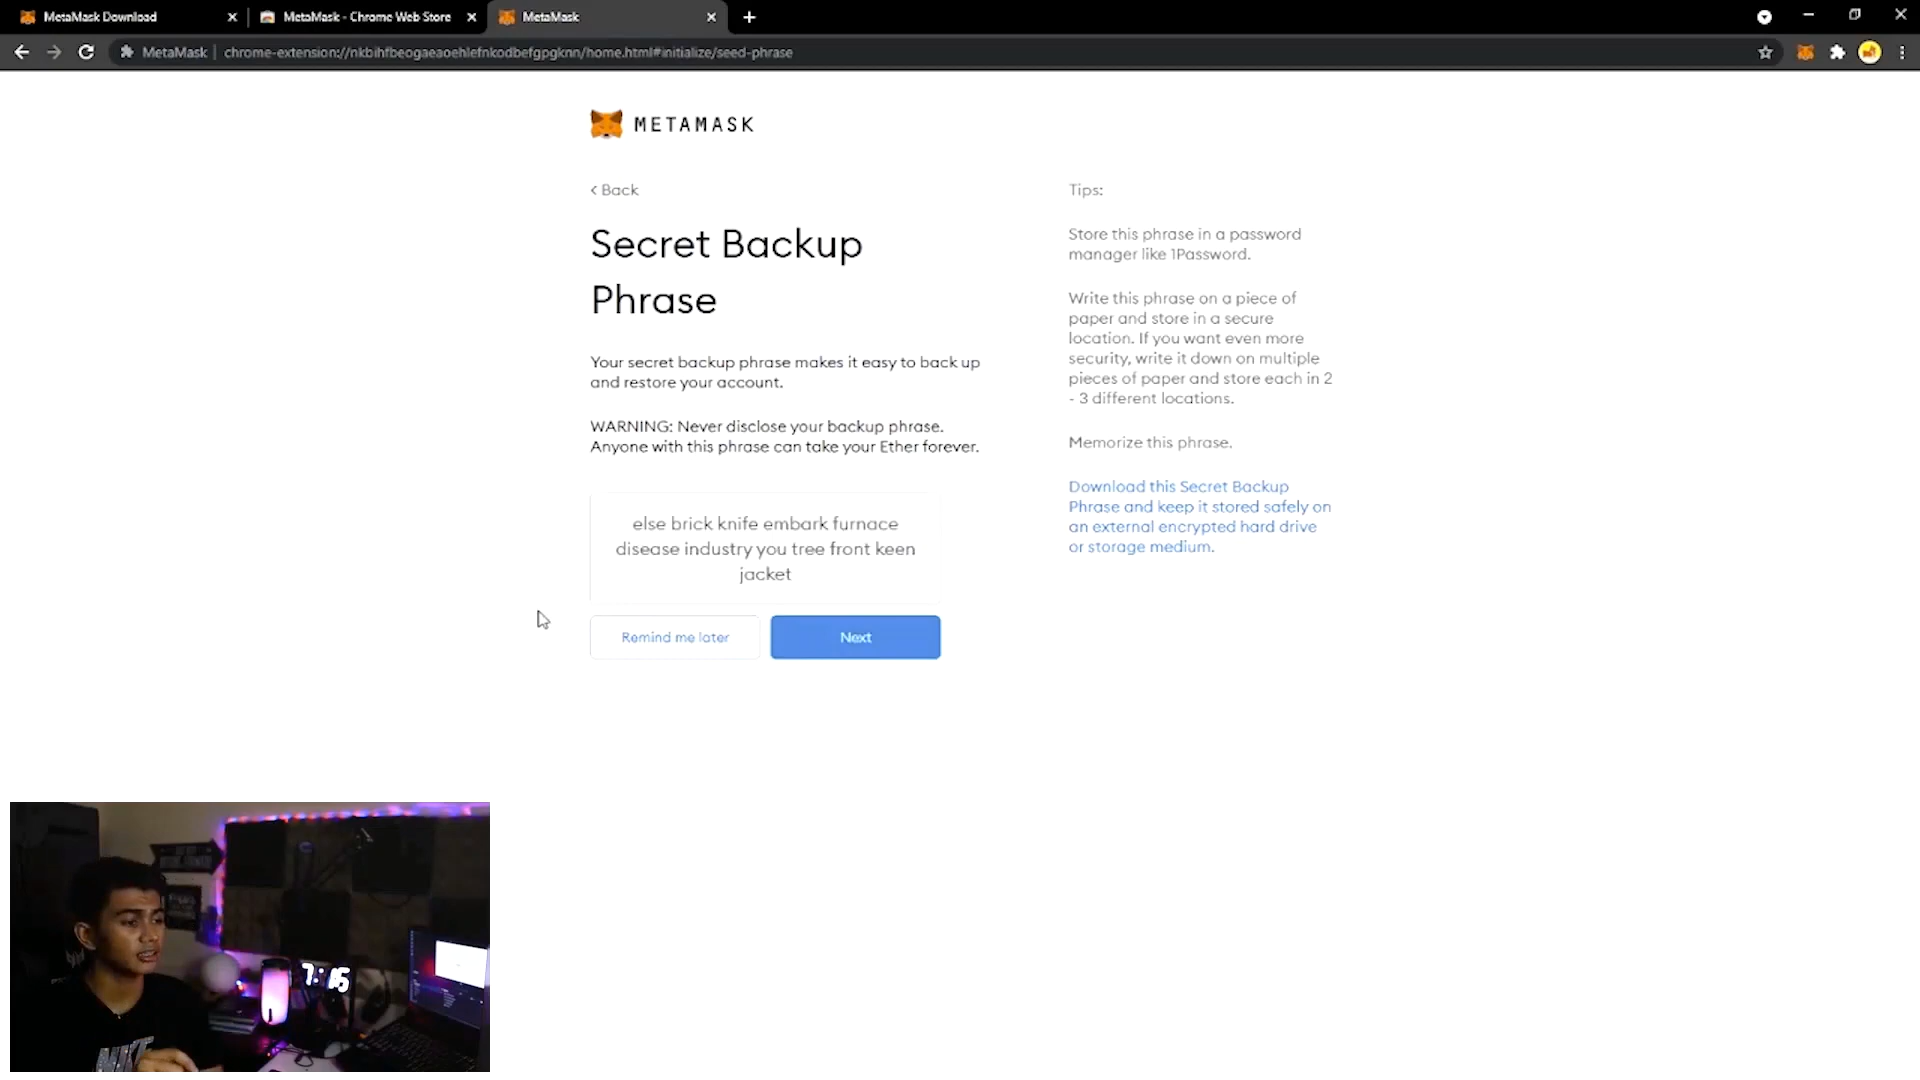 MetaMask Download
MetaMask - Chrome Web Store
MetaMask
MetaMask
chrome-extension://nkbihfbeogaeaoehlefnkodbefgpgknn/home.html#initialize/seed-phrase
METAMASK
< Back
Secret Backup
Phrase
Your secret backup phrase makes it easy to back up
and restore your account.
WARNING: Never disclose your backup phrase.
Anyone with this phrase can take your Ether forever.
else brick knife embark furnace
disease industry you tree front keen
jacket
Remind me later
Next
Tips:
Store this phrase in a password
manager like 1Password.
Write this phrase on a piece of
paper and store in a secure
location. If you want even more
security, write it down on multiple
pieces of paper and store each in 2
- 3 different locations.
Memorize this phrase.
Download this Secret Backup
Phrase and keep it stored safely on
an external encrypted hard drive
or storage medium.